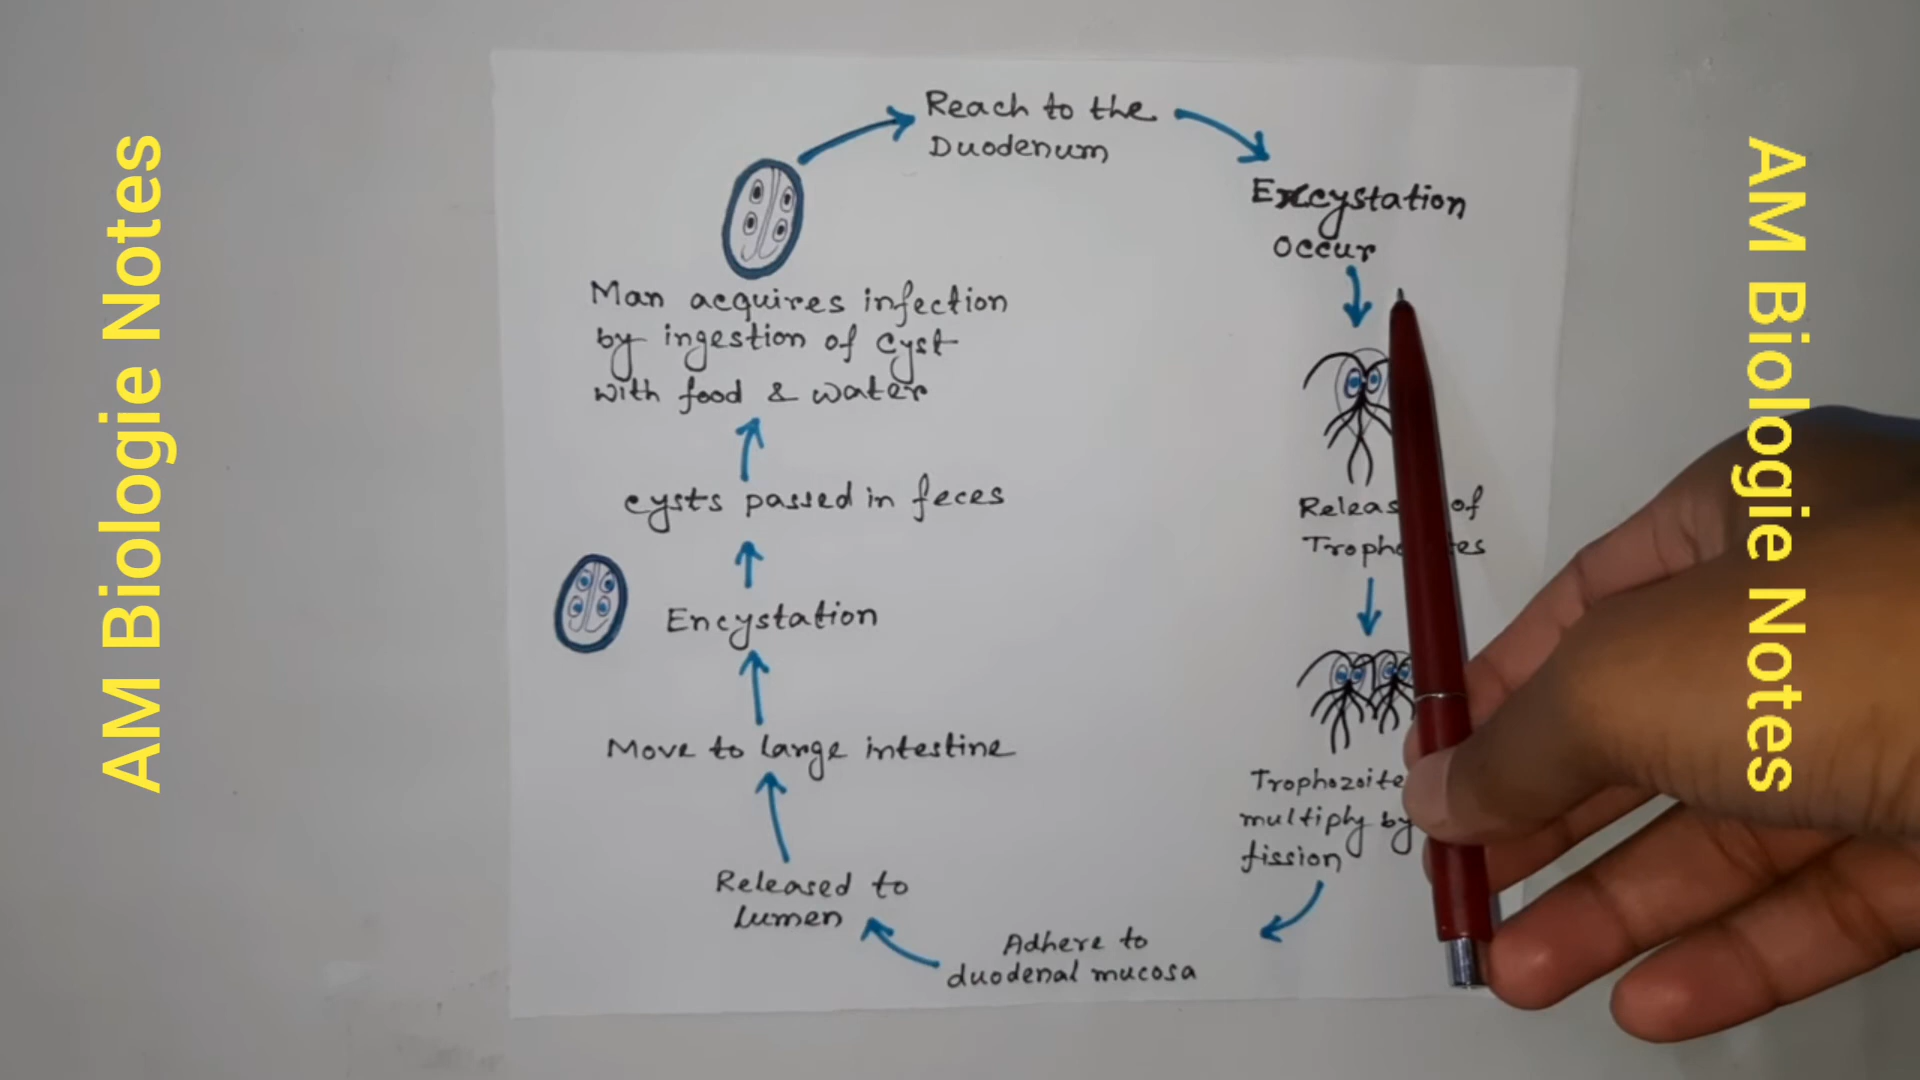 AM Biologie Notes
Reach to the
Duodenum
Excystation
occur
Man acquires infection
by ingestion of cyst
with food & water
cysts passed in feces
of
Encystation
Move to large intestine
multiply by
fission
Released to
Lumen
Adhere to
duodenal mucosa
AM Biologie Notes